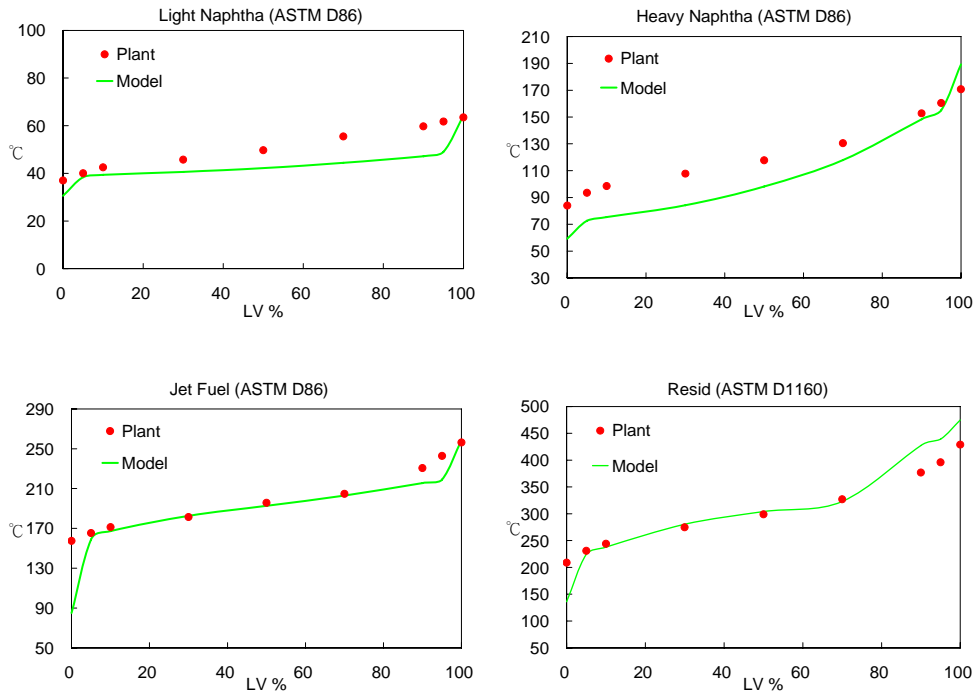 Light Naphtha (ASTM D86)
100
80
60
40
20
0
℃
Plant
Model
0 20 40 60 80 100
LV %
Heavy Naphtha (ASTM D86)
210
190
170
150
130
110
90
70
50
30
℃
Plant
Model
0 20 40 60 80 100
LV %
Jet Fuel (ASTM D86)
290
250
210
170
130
90
50
℃
Plant
Model
0 20 40 60 80 100
LV %
Resid (ASTM D1160)
500
450
400
350
300
250
200
150
100
50
℃
Plant
Model
0 20 40 60 80 100
LV %